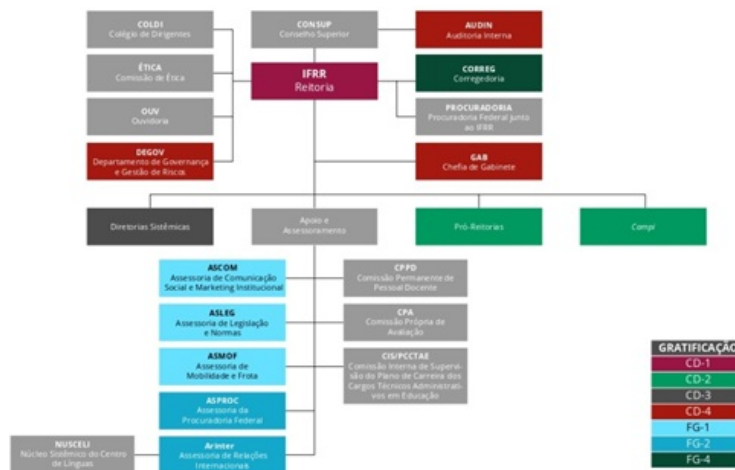 COLDI
Colégio de Dirigentes
CONSUP
Conselho Superior
AUDIN
Auditoria Interna
ÉTICA
Comissão de Ética
IFRR
Reitoria
CORREG
Corregedoria
OUV
Ouvidoria
PROCURADORIA
Procuradoria Federal junto
ao IFRR
DEGOV
Departamento de Governança
e Gestão de Riscos
GAB
Chefia de Gabinete
Diretorias Sistêmicas
Apoio e
Assessoramento
Pró-Reitorias
Campi
ASCOM
Assessoria de Comunicação
Social e Marketing Institucional
CPPD
Comissão Permanente de
Pessoal Docente
ASLEG
Assessoria de Legislação
e Normas
CPA
Comissão Própria de
Avaliação
ASMOF
Assessoria de
Mobilidade e Frota
CIS/PCCTAE
Comissão Interna de Supervi-
são do Plano de Carreira dos
Cargos Técnicos Administrati-
vos em Educação
ASPROC
Assessoria da
Procuradoria Federal
NUSCELI
Núcleo Sistêmico do Centro
de Línguas
Arinter
Assessoria de Relações
Internacionais
GRATIFICAÇÃO
CD-1
CD-2
CD-3
CD-4
FG-1
FG-2
FG-4